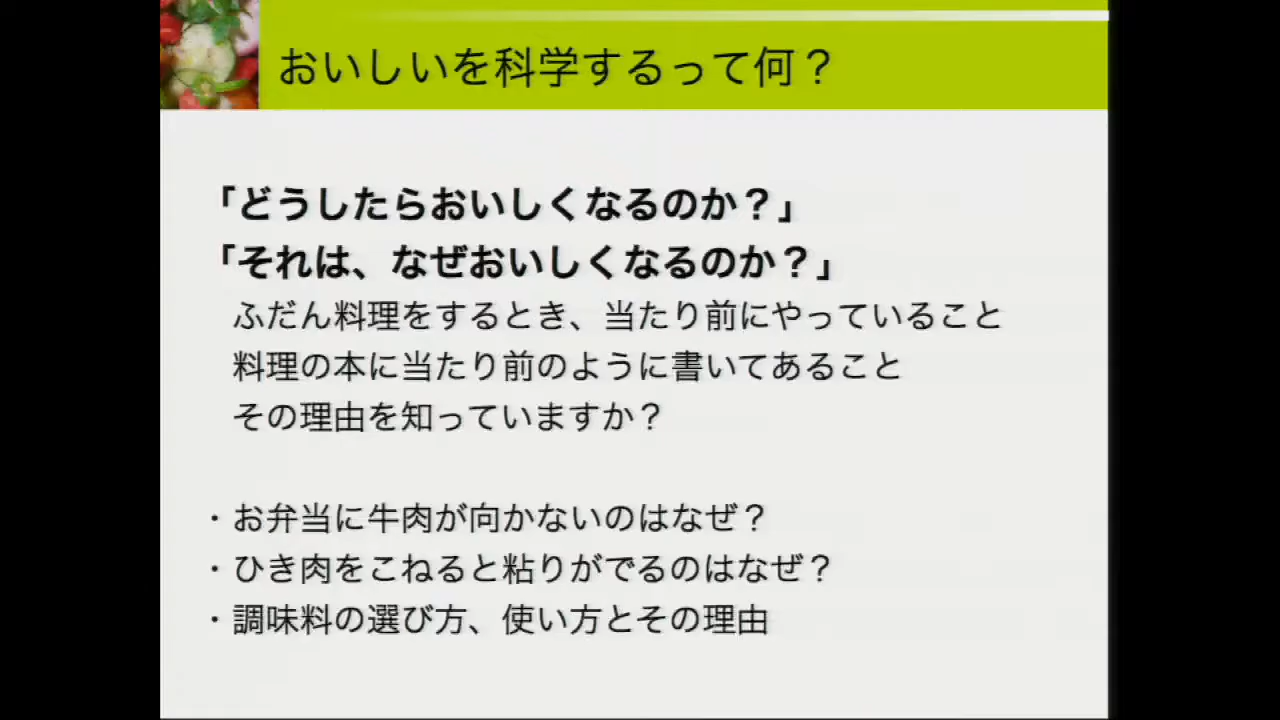 おいしいを科学するって何？
「どうしたらおいしくなるのか？」
「それは、なぜおいしくなるのか？」
ふだん料理をするとき、当たり前にやっていること
料理の本に当たり前のように書いてあること
その理由を知っていますか？
・お弁当に牛肉が向かないのはなぜ？
・ひき肉をこねると粘りがでるのはなぜ？
・調味料の選び方、使い方とその理由